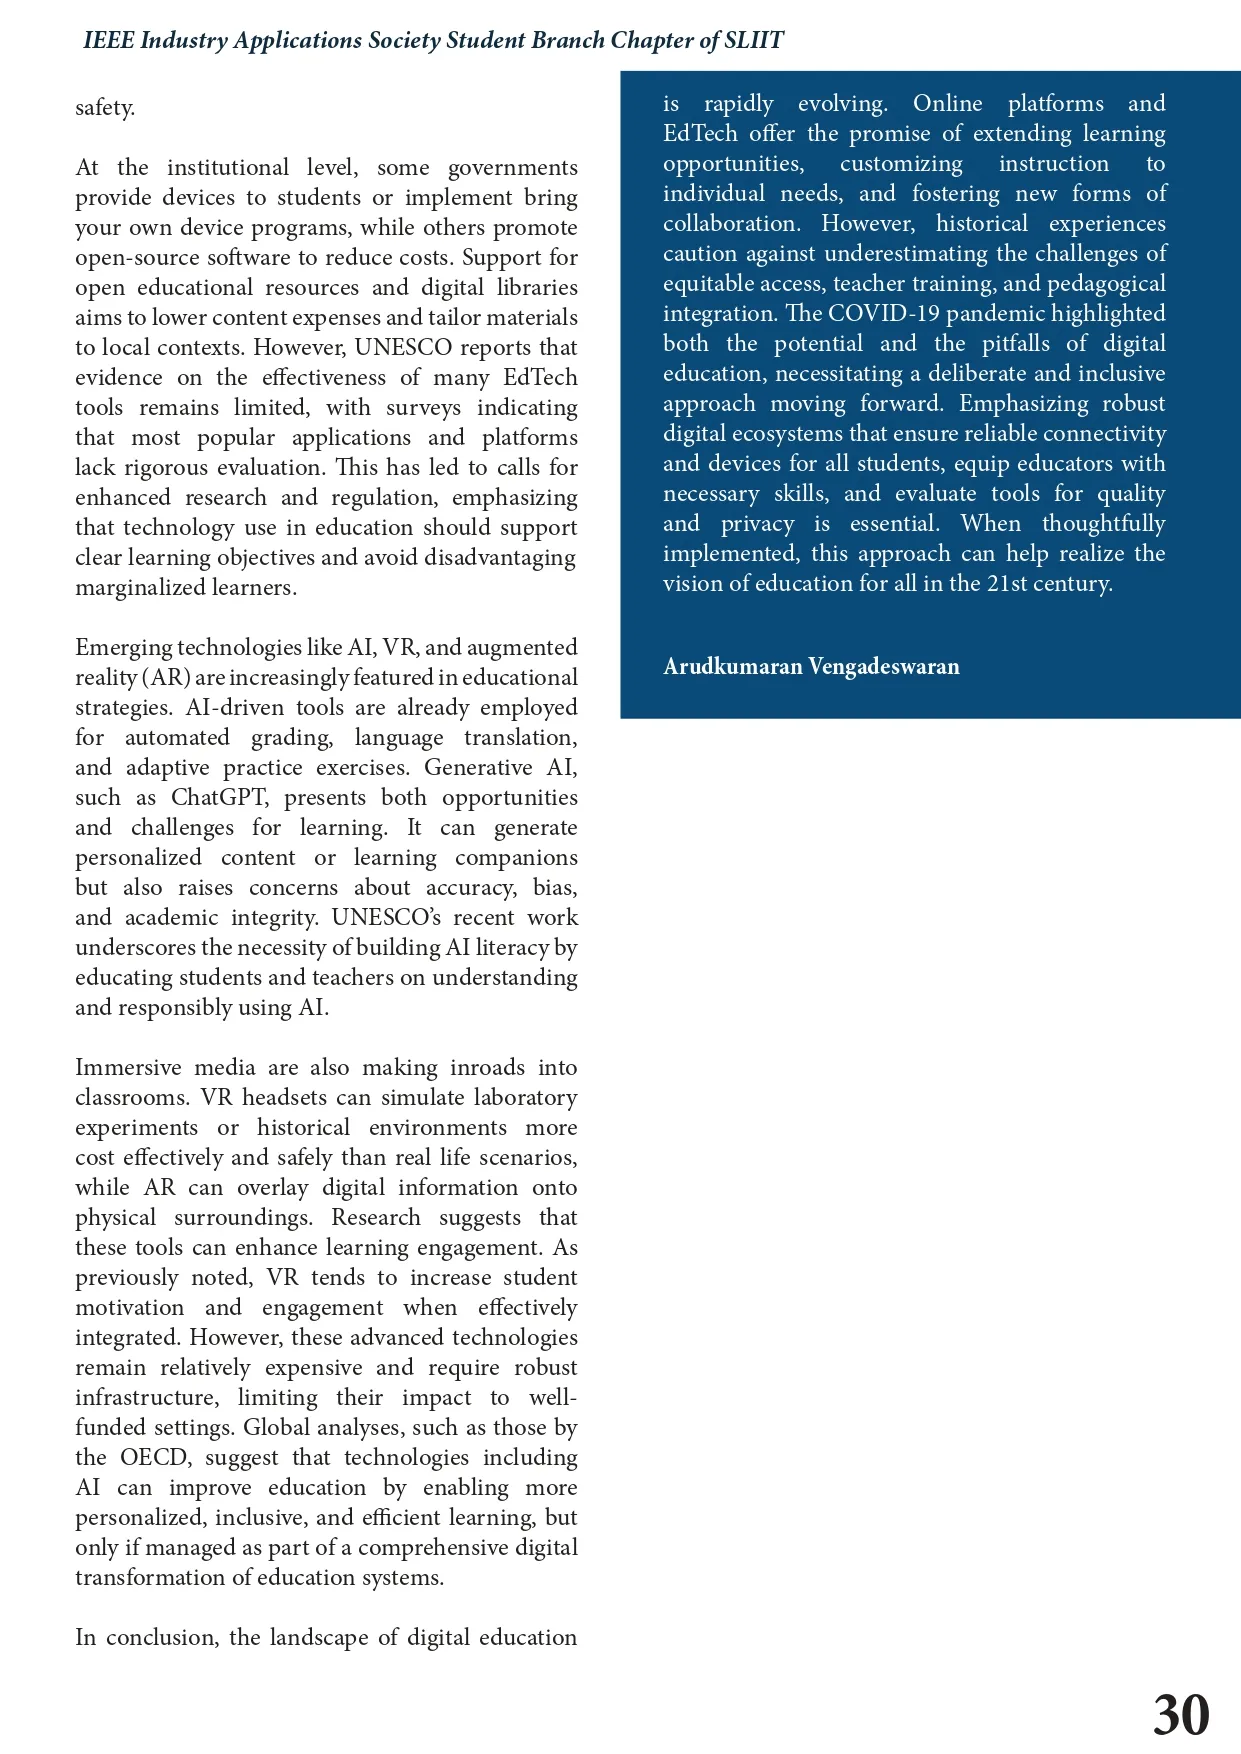 IEEE Industry Applications Society Student Branch Chapter of SLIIT
safety.
At the institutional level, some governments
provide devices to students or implement bring
your own device programs, while others promote
open-source software to reduce costs. Support for
open educational resources and digital libraries
aims to lower content expenses and tailor materials
to local contexts. However, UNESCO reports that
evidence on the effectiveness of many EdTech
tools remains limited, with surveys indicating
that most popular applications and platforms
lack rigorous evaluation. This has led to calls for
enhanced research and regulation, emphasizing
that technology use in education should support
clear learning objectives and avoid disadvantaging
marginalized learners.
Emerging technologies like AI, VR, and augmented
reality (AR) are increasingly featured in educational
strategies. AI-driven tools are already employed
for automated grading, language translation,
and adaptive practice exercises. Generative AI,
such as ChatGPT, presents both opportunities
and challenges for learning. It can generate
personalized content or learning companions
but also raises concerns about accuracy, bias,
and academic integrity. UNESCO’s recent work
underscores the necessity of building AI literacy by
educating students and teachers on understanding
and responsibly using AI.
Immersive media are also making inroads into
classrooms. VR headsets can simulate laboratory
experiments or historical environments more
cost effectively and safely than real life scenarios,
while AR can overlay digital information onto
physical surroundings. Research suggests that
these tools can enhance learning engagement. As
previously noted, VR tends to increase student
motivation and engagement when effectively
integrated. However, these advanced technologies
remain relatively expensive and require robust
infrastructure, limiting their impact to well-
funded settings. Global analyses, such as those by
the OECD, suggest that technologies including
AI can improve education by enabling more
personalized, inclusive, and efficient learning, but
only if managed as part of a comprehensive digital
transformation of education systems.
In conclusion, the landscape of digital education
is rapidly evolving. Online platforms and
EdTech offer the promise of extending learning
opportunities, customizing instruction to
individual needs, and fostering new forms of
collaboration. However, historical experiences
caution against underestimating the challenges of
equitable access, teacher training, and pedagogical
integration. The COVID-19 pandemic highlighted
both the potential and the pitfalls of digital
education, necessitating a deliberate and inclusive
approach moving forward. Emphasizing robust
digital ecosystems that ensure reliable connectivity
and devices for all students, equip educators with
necessary skills, and evaluate tools for quality
and privacy is essential. When thoughtfully
implemented, this approach can help realize the
vision of education for all in the 21st century.
Arudkumaran Vengadeswaran
30